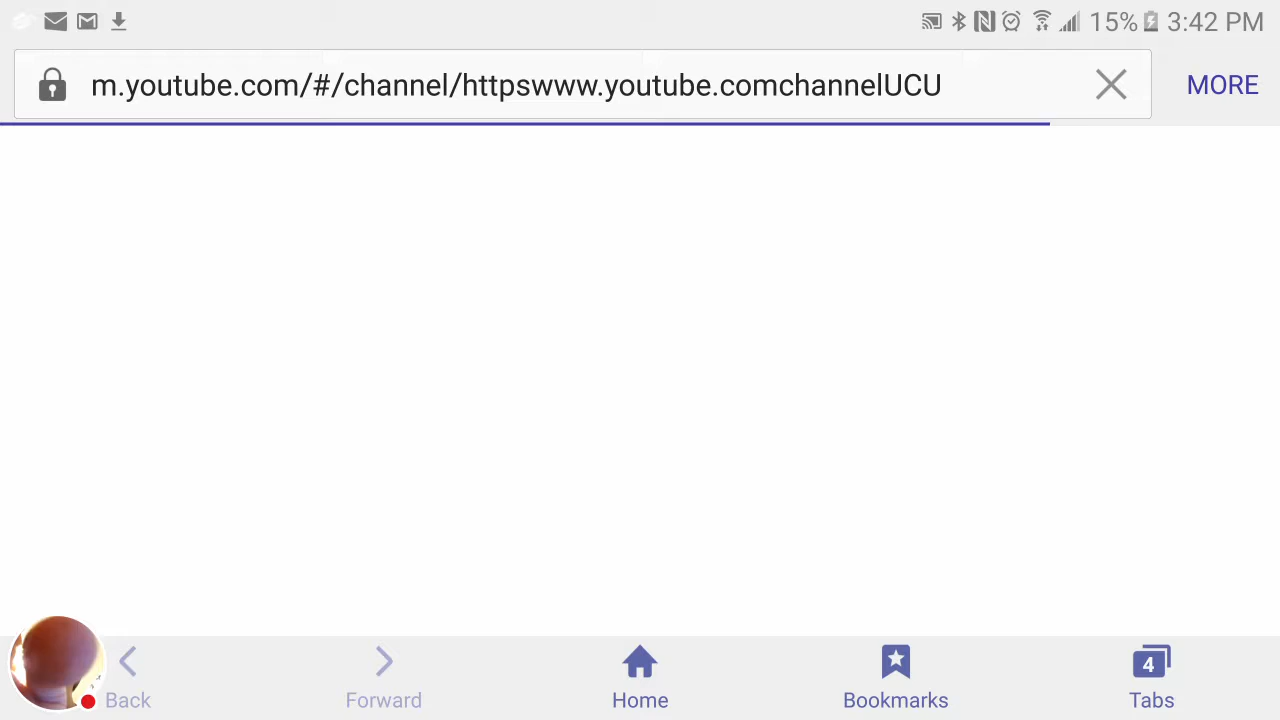 15% 3:42 PM
m.youtube.com/#/channel/httpswww.youtube.comchannelUCU MORE
Back Forward Home Bookmarks 4 Tabs